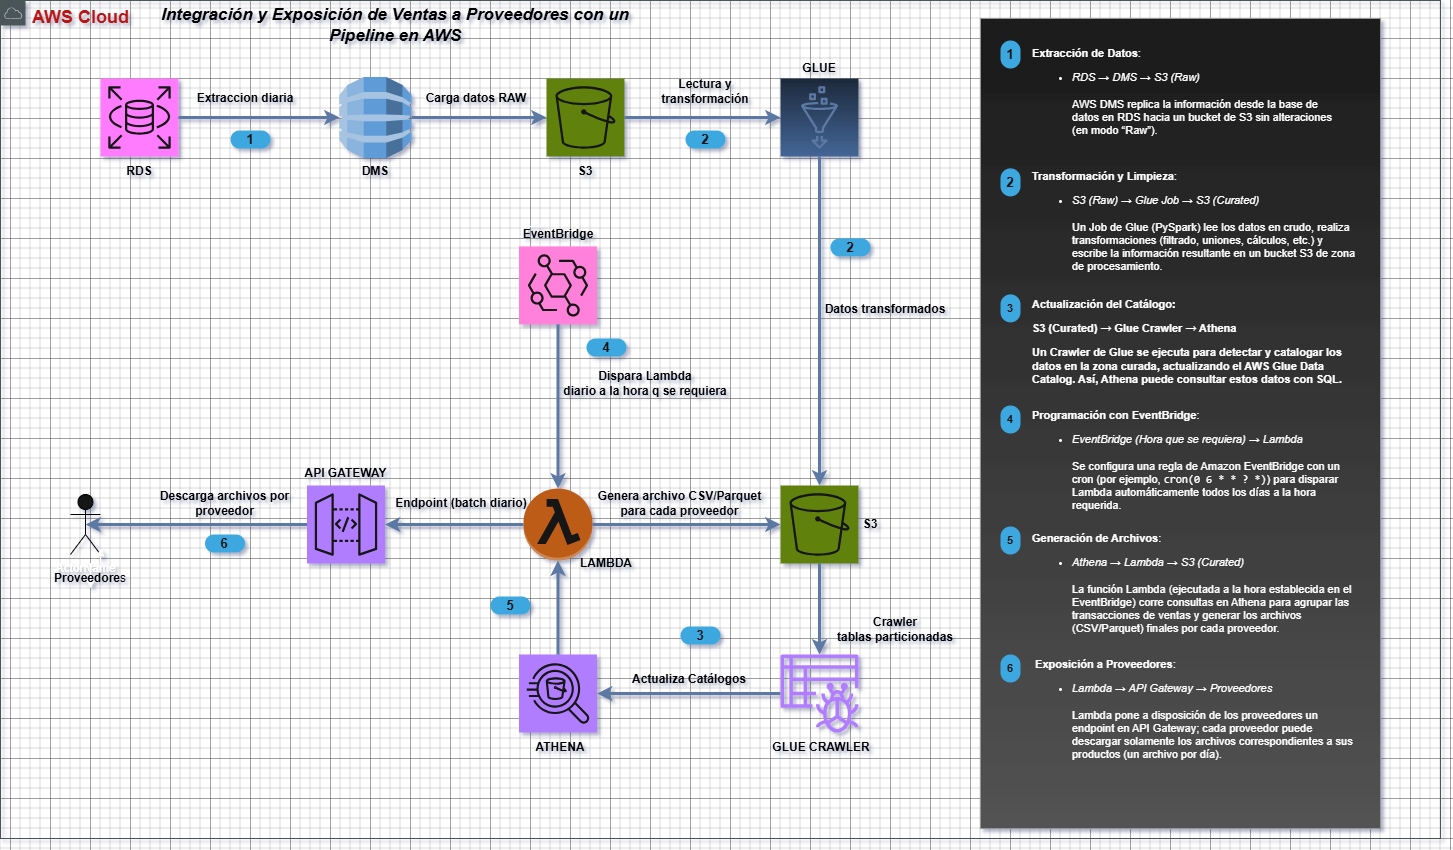 AWS Cloud
Integración y Exposición de Ventas a Proveedores con un
Pipeline en AWS
GLUE
Extraccion diaria
Carga datos RAW
Lectura y
transformación
1
2
RDS
DMS
S3
EventBridge
2
Datos transformados
4
Dispara Lambda
diario a la hora q se requiera
API GATEWAY
Descarga archivos por
proveedor
Endpoint (batch diario)
Genera archivo CSV/Parquet
para cada proveedor
S3
6
LAMBDA
Proveedores
5
3
Crawler
tablas particionadas
Actualiza Catálogos
ATHENA
GLUE CRAWLER
1
Extracción de Datos:
• RDS → DMS → S3 (Raw)
AWS DMS replica la información desde la base de
datos en RDS hacia un bucket de S3 sin alteraciones
(en modo “Raw”).
2
Transformación y Limpieza:
• S3 (Raw) → Glue Job → S3 (Curated)
Un Job de Glue (PySpark) lee los datos en crudo, realiza
transformaciones (filtrado, uniones, cálculos, etc.) y
escribe la información resultante en un bucket S3 de zona
de procesamiento.
3
Actualización del Catálogo:
S3 (Curated) → Glue Crawler → Athena
Un Crawler de Glue se ejecuta para detectar y catalogar los
datos en la zona curada, actualizando el AWS Glue Data
Catalog. Así, Athena puede consultar estos datos con SQL.
4
Programación con EventBridge:
• EventBridge (Hora que se requiera) → Lambda
Se configura una regla de Amazon EventBridge con un
cron (por ejemplo, cron(0 6 * * ? *)) para disparar
Lambda automáticamente todos los días a la hora
requerida.
5
Generación de Archivos:
• Athena → Lambda → S3 (Curated)
La función Lambda (ejecutada a la hora establecida en el
EventBridge) corre consultas en Athena para agrupar las
transacciones de ventas y generar los archivos
(CSV/Parquet) finales por cada proveedor.
6
Exposición a Proveedores:
• Lambda → API Gateway → Proveedores
Lambda pone a disposición de los proveedores un
endpoint en API Gateway; cada proveedor puede
descargar solamente los archivos correspondientes a sus
productos (un archivo por día).